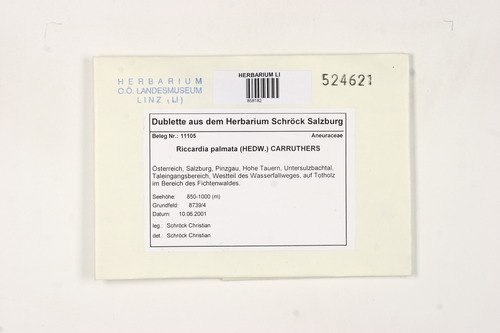 HERBARIUM
O.Ö. LANDESMUSEUM
LINZ (LI)
HERBARIUM LI
858162
524621
Dublette aus dem Herbarium Schröck Salzburg
Beleg Nr.: 11105 Aneuraceae
Riccardia palmata (HEDW.) CARRUTHERS
Österreich, Salzburg, Pinzgau, Hohe Tauern, Untersulzbachtal,
Taleingangsbereich, Westteil des Wasserfallweges, auf Totholz
im Bereich des Fichtenwaldes.
Seehöhe: 850-1000 (m)
Grundfeld: 8739/4
Datum: 10.06.2001
leg.: Schröck Christian
det.: Schröck Christian